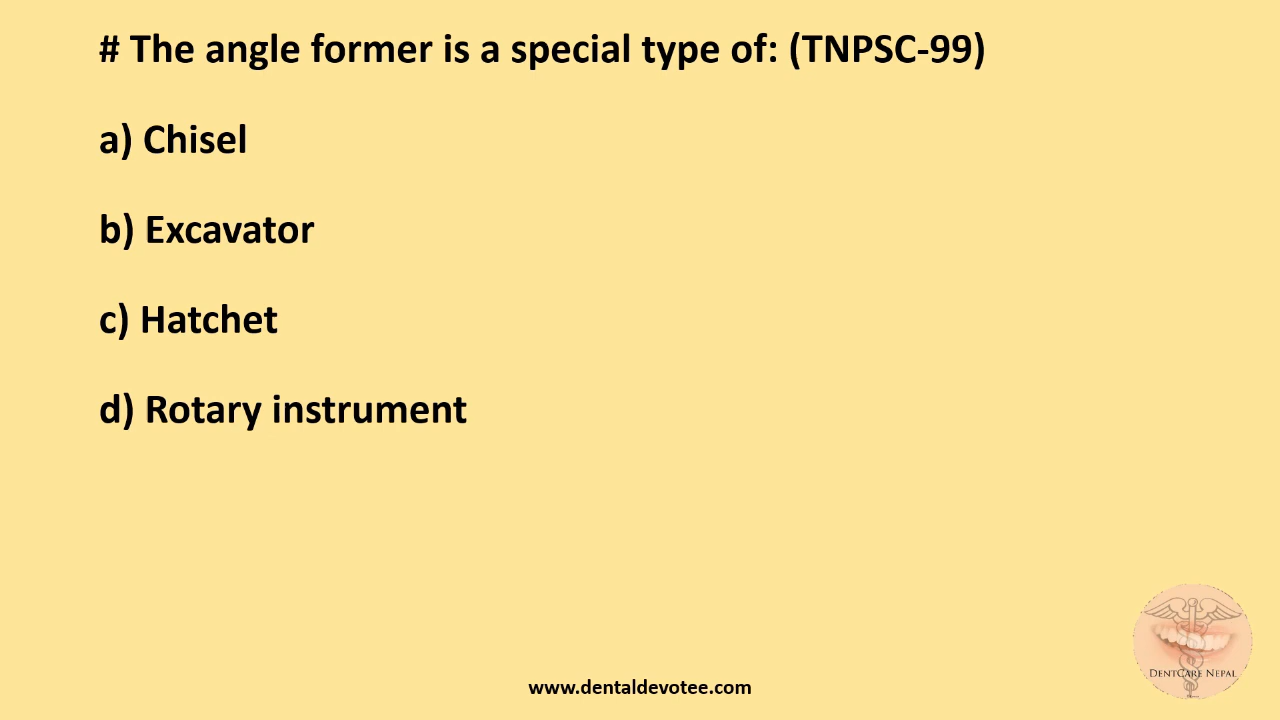 # The angle former is a special type of: (TNPSC-99)
a) Chisel
b) Excavator
c) Hatchet
d) Rotary instrument
DentCare Nepal
www.dentaldevotee.com